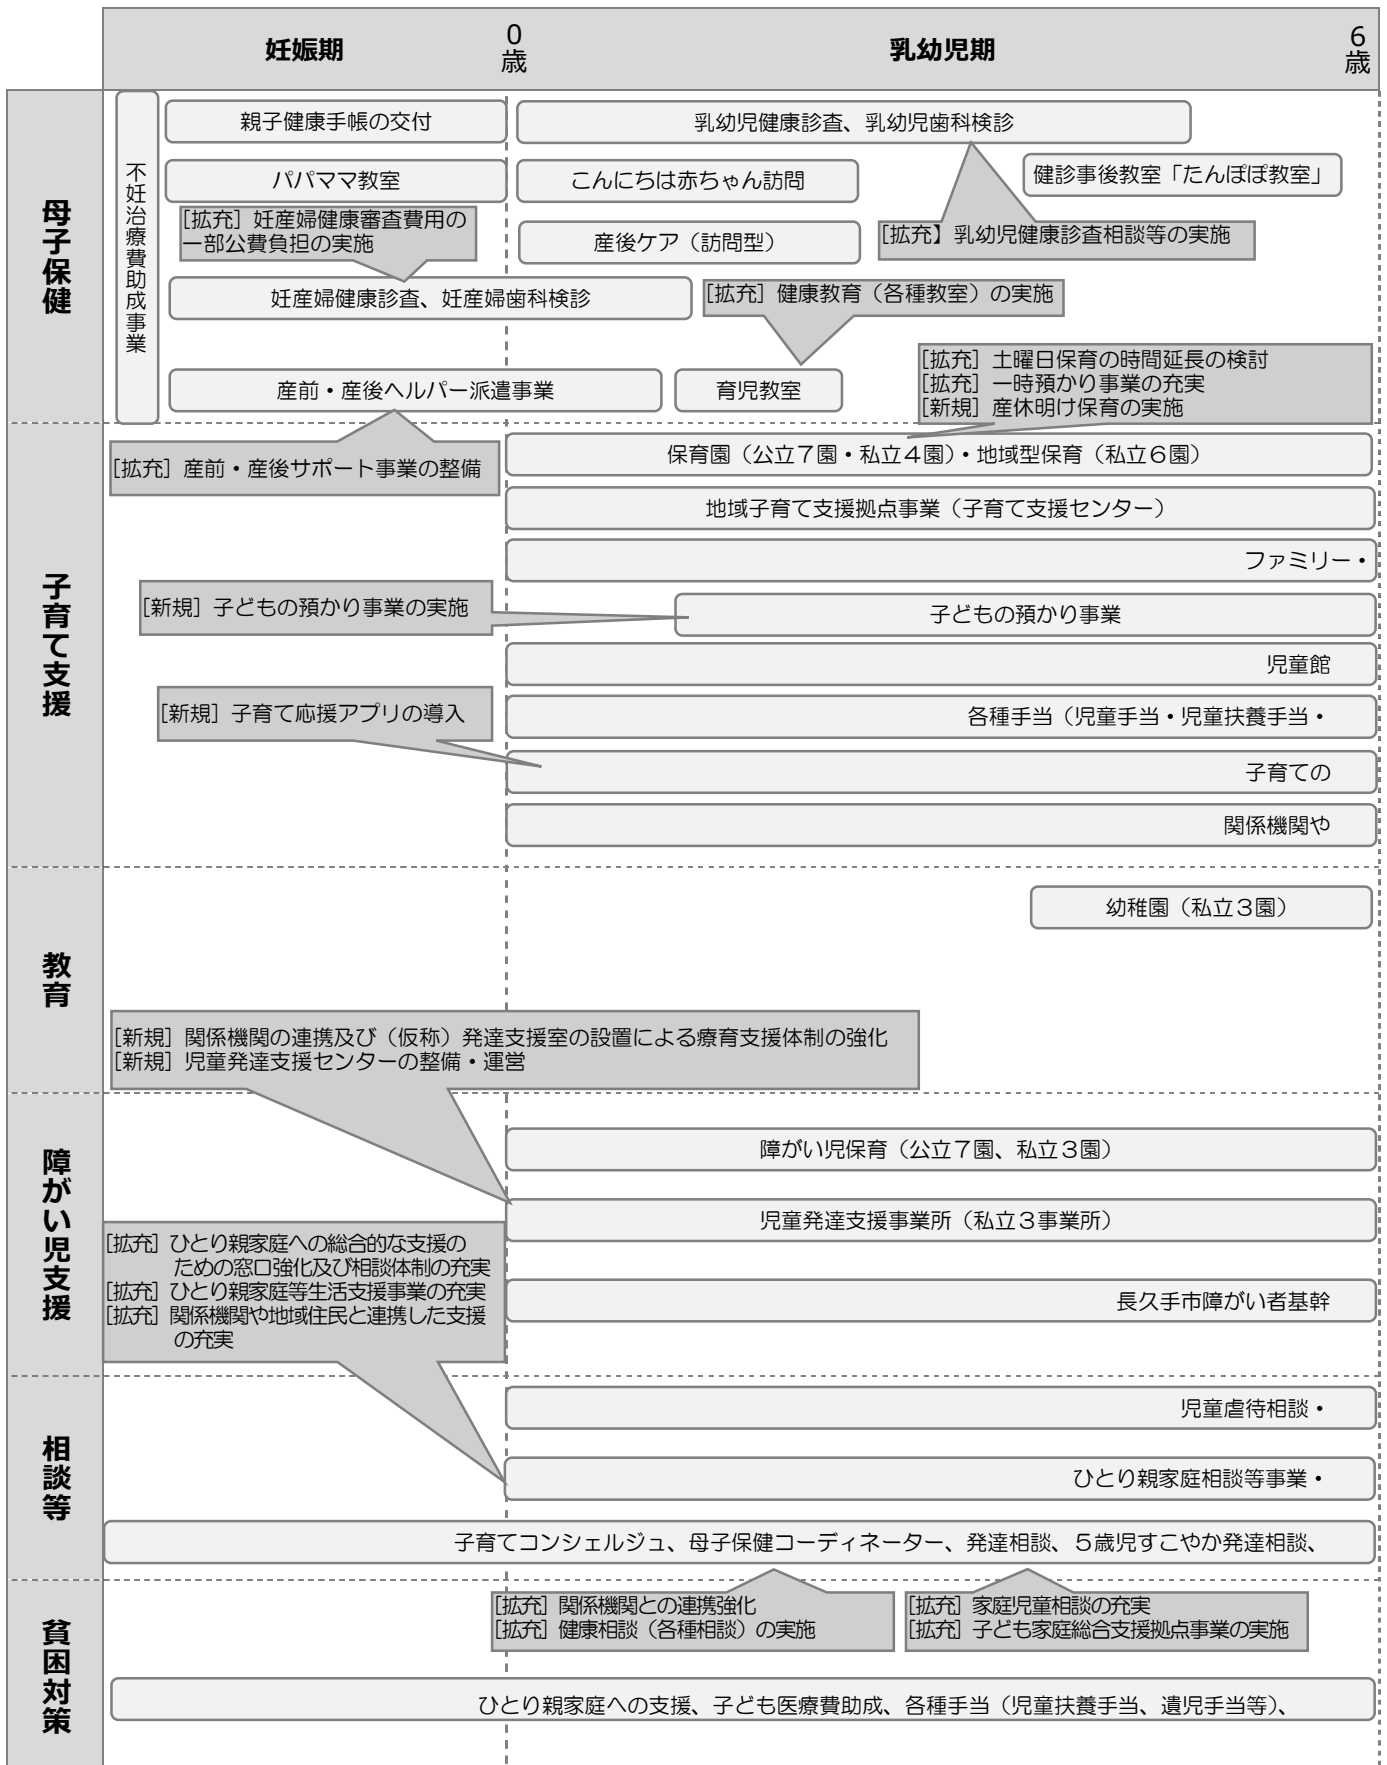 妊娠期
0歳
乳幼児期
6歳
母子保健
不妊治療費助成事業
親子健康手帳の交付
乳幼児健康診査、乳幼児歯科検診
パパママ教室
こんにちは赤ちゃん訪問
健診事後教室「たんぽぽ教室」
[拡充］妊産婦健康審査費用の
一部公費負担の実施
産後ケア（訪問型）
[拡充】乳幼児健康診査相談等の実施
妊産婦健康診査、妊産婦歯科検診
[拡充］健康教育（各種教室）の実施
産前・産後ヘルパー派遣事業
育児教室
[拡充］土曜日保育の時間延長の検討
[拡充］一時預かり事業の充実
[新規］産休明け保育の実施
子育て支援
[拡充］産前・産後サポート事業の整備
保育園（公立７園・私立４園）・地域型保育（私立６園）
地域子育て支援拠点事業（子育て支援センター）
ファミリー・
[新規］子どもの預かり事業の実施
子どもの預かり事業
児童館
[新規］子育て応援アプリの導入
各種手当（児童手当・児童扶養手当・
子育ての
関係機関や
教育
幼稚園（私立３園）
[新規］関係機関の連携及び（仮称）発達支援室の設置による療育支援体制の強化
[新規］児童発達支援センターの整備・運営
障がい児支援
障がい児保育（公立７園、私立３園）
児童発達支援事業所（私立３事業所）
[拡充］ひとり親家庭への総合的な支援の
ための窓口強化及び相談体制の充実
[拡充］ひとり親家庭等生活支援事業の充実
[拡充］関係機関や地域住民と連携した支援
の充実
長久手市障がい者基幹
相談等
児童虐待相談・
ひとり親家庭相談等事業・
子育てコンシェルジュ、母子保健コーディネーター、発達相談、５歳児すこやか発達相談、
貧困対策
[拡充］関係機関との連携強化
[拡充］健康相談（各種相談）の実施
[拡充］家庭児童相談の充実
[拡充］子ども家庭総合支援拠点事業の実施
ひとり親家庭への支援、子ども医療費助成、各種手当（児童扶養手当、遺児手当等）、